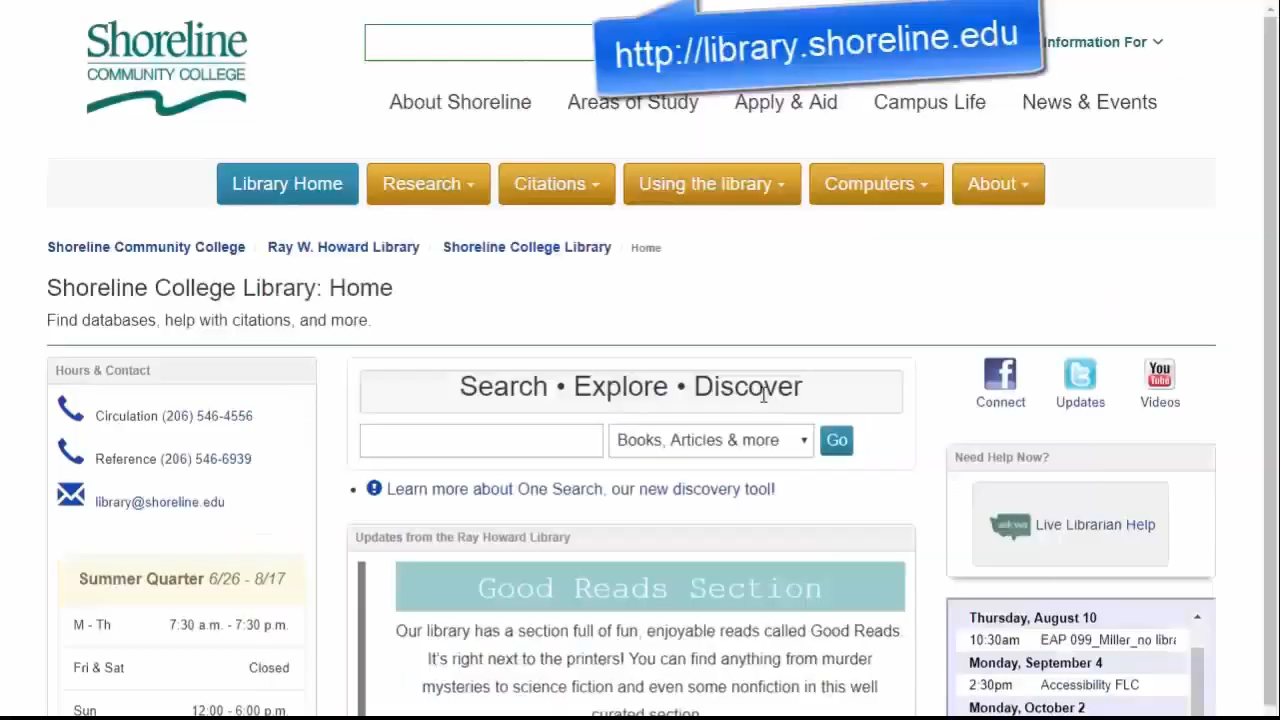 Shoreline
COMMUNITY COLLEGE
http://library.shoreline.edu
Information For
About Shoreline Areas of Study Apply & Aid Campus Life News & Events
Library Home Research Citations Using the library Computers About
Shoreline Community College Ray W. Howard Library Shoreline College Library Home
Shoreline College Library: Home
Find databases, help with citations, and more.
Hours & Contact
Circulation (206) 546-4556
Reference (206) 546-6939
library@shoreline.edu
Summer Quarter 6/26 - 8/17
M - Th 7:30 a.m. - 7:30 p.m.
Fri & Sat Closed
Sun 12:00 - 6:00 p.m.
Search • Explore • Discover
Books, Articles & more Go
Learn more about One Search, our new discovery tool!
Updates from the Ray Howard Library
Good Reads Section
Our library has a section full of fun, enjoyable reads called Good Reads.
It's right next to the printers! You can find anything from murder
mysteries to science fiction and even some nonfiction in this well
curated section.
You
Tube
Connect Updates Videos
Need Help Now?
Live Librarian Help
Thursday, August 10
10:30am EAP 099_Miller_no libra
Monday, September 4
2:30pm Accessibility FLC
Monday, October 2